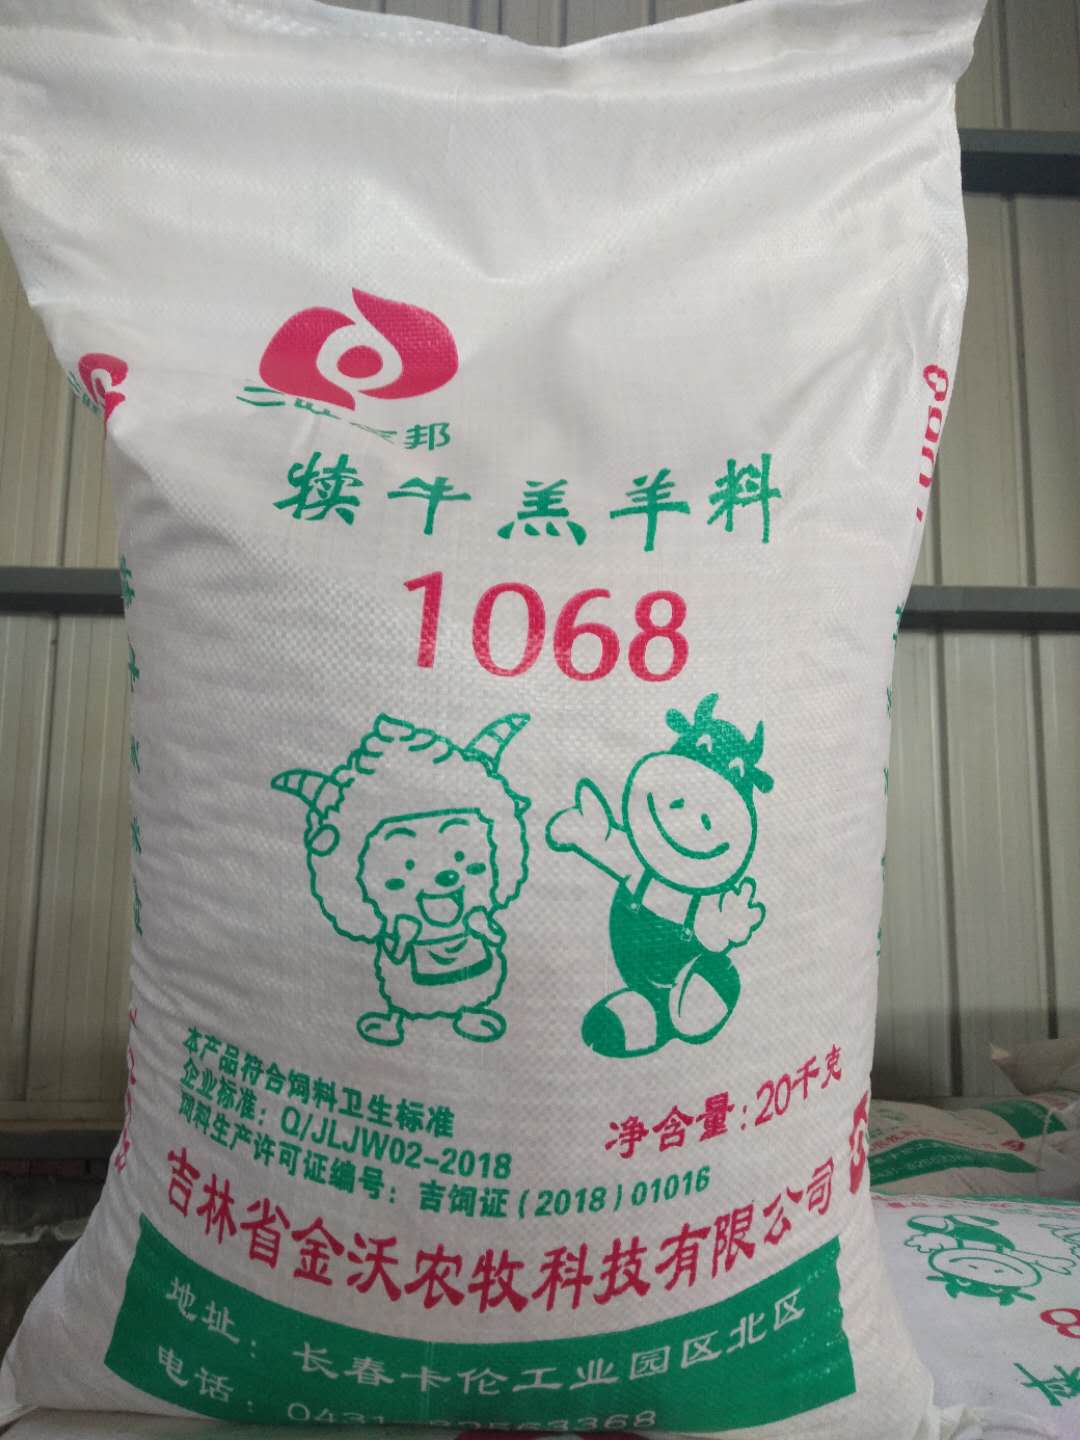 邦
犊牛羔羊料
1068
本产品符合饲料卫生标准
企业标准：Q/JLJW02-2018
饲料生产许可证编号：吉饲证(2018)01016
净含量:20千克
吉林省金沃农牧科技有限公司
地址：长春卡伦工业园区北区
电话：0431 82563368